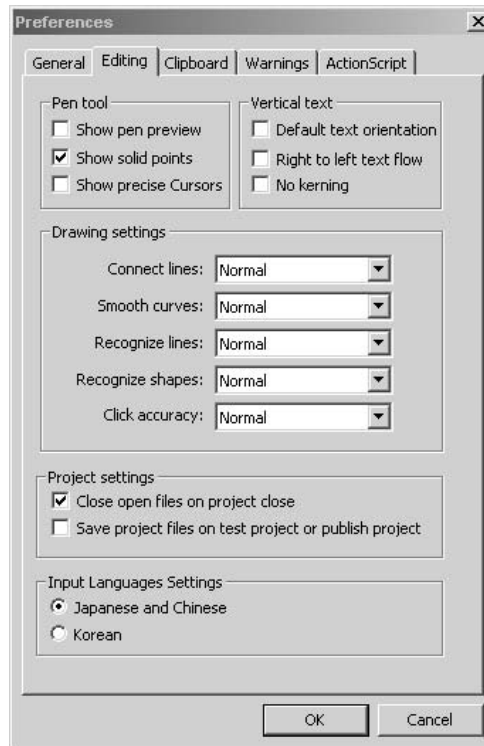 Preferences
General Editing Clipboard Warnings ActionScript
Pen tool
Show pen preview
Show solid points
Show precise Cursors
Vertical text
Default text orientation
Right to left text flow
No kerning
Drawing settings
Connect lines: Normal
Smooth curves: Normal
Recognize lines: Normal
Recognize shapes: Normal
Click accuracy: Normal
Project settings
Close open files on project close
Save project files on test project or publish project
Input Languages Settings
Japanese and Chinese
Korean
OK Cancel